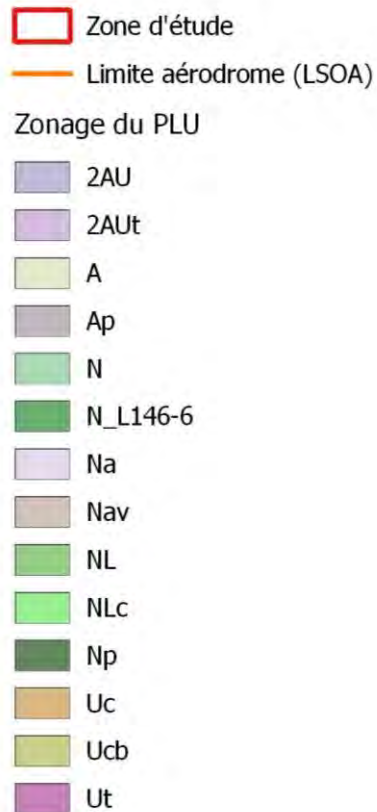 Zone d'étude
Limite aérodrome (LSOA)
Zonage du PLU
2AU
2AUt
A
Ap
N
N_L146-6
Na
Nav
NL
NLc
Np
Uc
Ucb
Ut